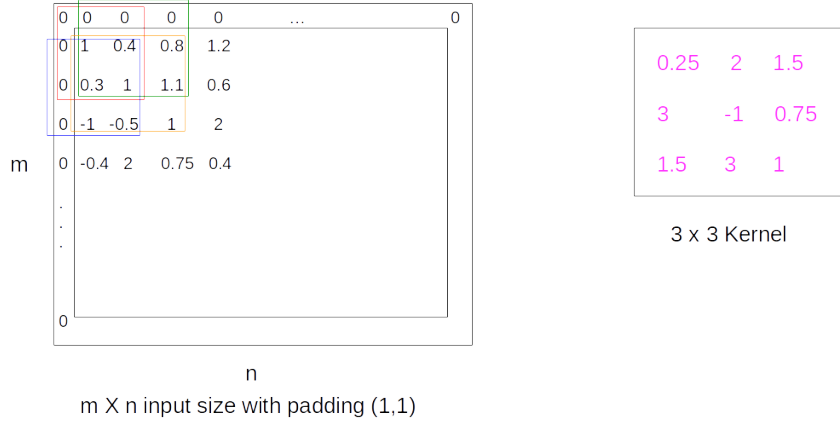 0 0 0 0 0 ... 0
0 1 0.4 0.8 1.2
0 0.3 1 1.1 0.6
0 -1 -0.5 1 2
m 0 -0.4 2 0.75 0.4
.
.
.
0
n
m X n input size with padding (1,1)
0.25 2 1.5
3 -1 0.75
1.5 3 1
3 x 3 Kernel